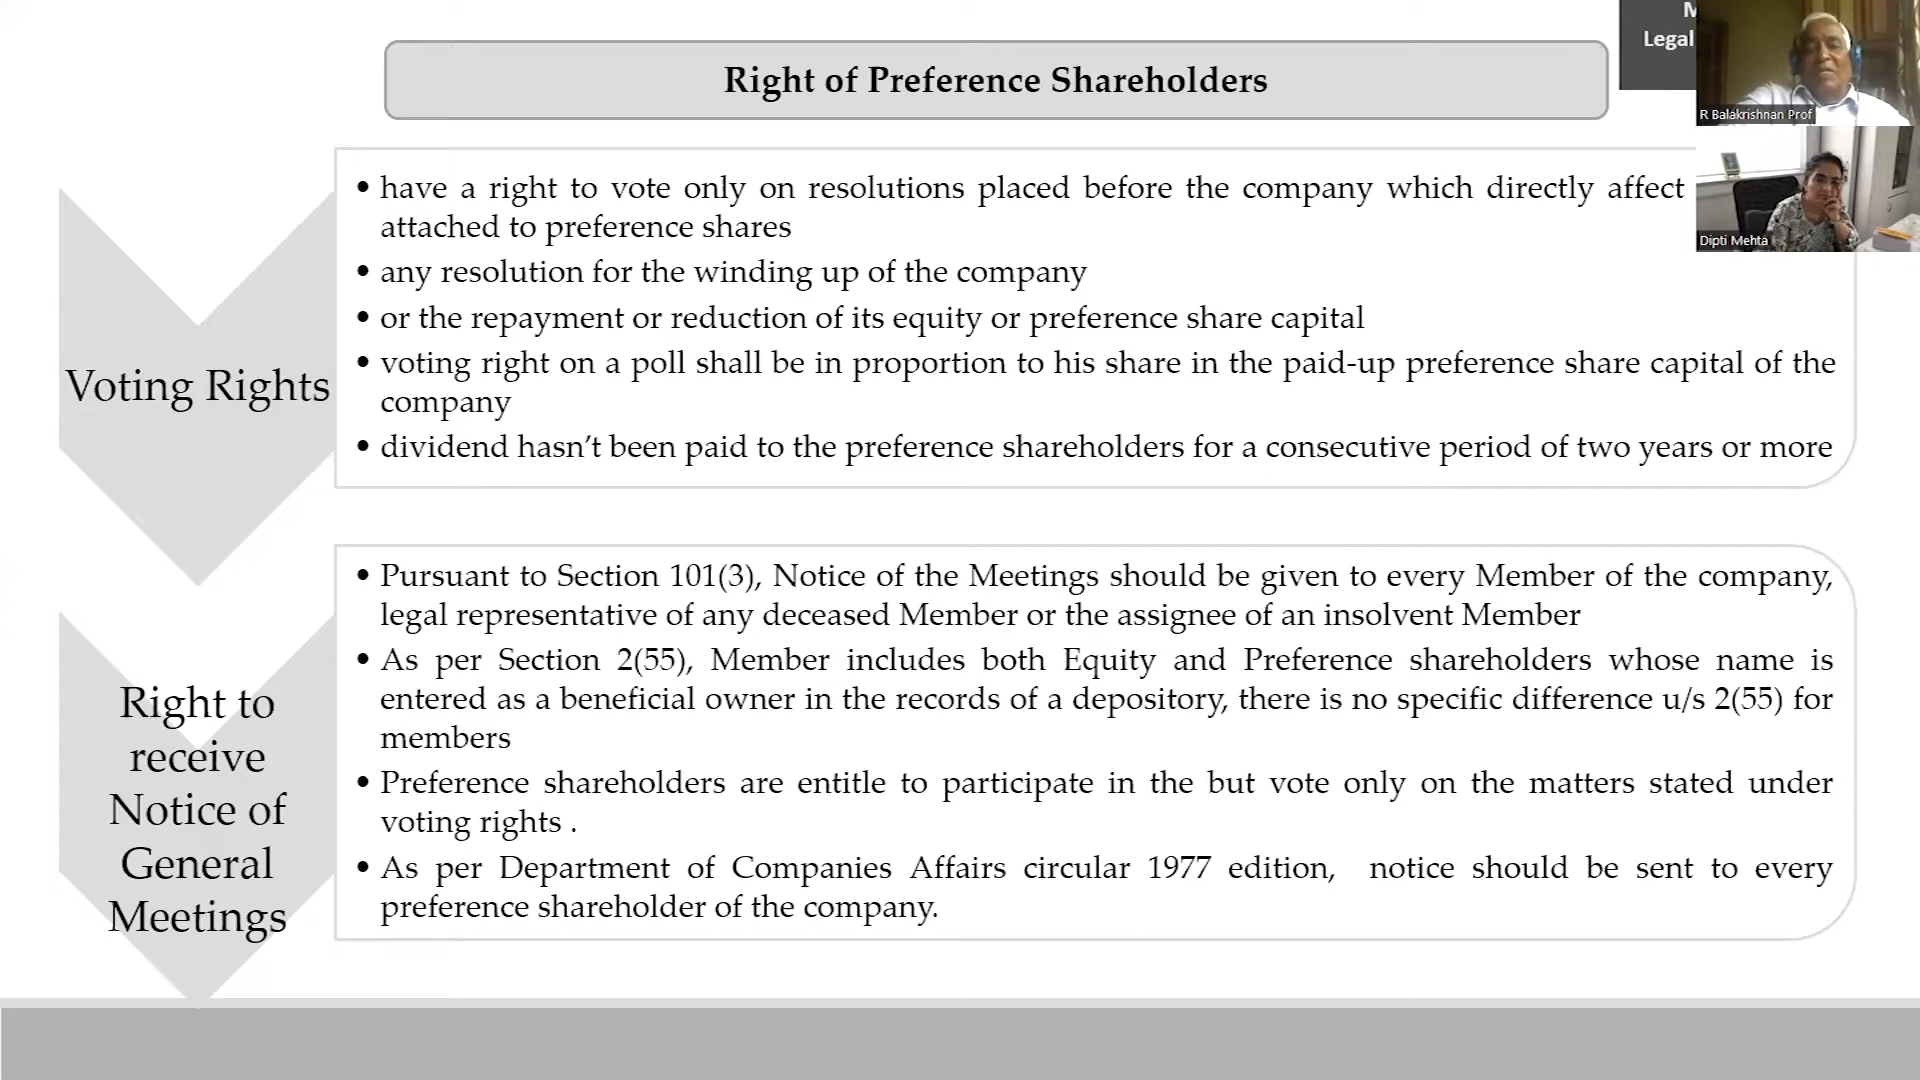 Right of Preference Shareholders
Legal
R Balakrishnan Prof
Dipti Mehta
Voting Rights
• have a right to vote only on resolutions placed before the company which directly affect
attached to preference shares
• any resolution for the winding up of the company
• or the repayment or reduction of its equity or preference share capital
• voting right on a poll shall be in proportion to his share in the paid-up preference share capital of the
company
• dividend hasn’t been paid to the preference shareholders for a consecutive period of two years or more
Right to
receive
Notice of
General
Meetings
• Pursuant to Section 101(3), Notice of the Meetings should be given to every Member of the company,
legal representative of any deceased Member or the assignee of an insolvent Member
• As per Section 2(55), Member includes both Equity and Preference shareholders whose name is
entered as a beneficial owner in the records of a depository, there is no specific difference u/s 2(55) for
members
• Preference shareholders are entitle to participate in the but vote only on the matters stated under
voting rights .
• As per Department of Companies Affairs circular 1977 edition, notice should be sent to every
preference shareholder of the company.